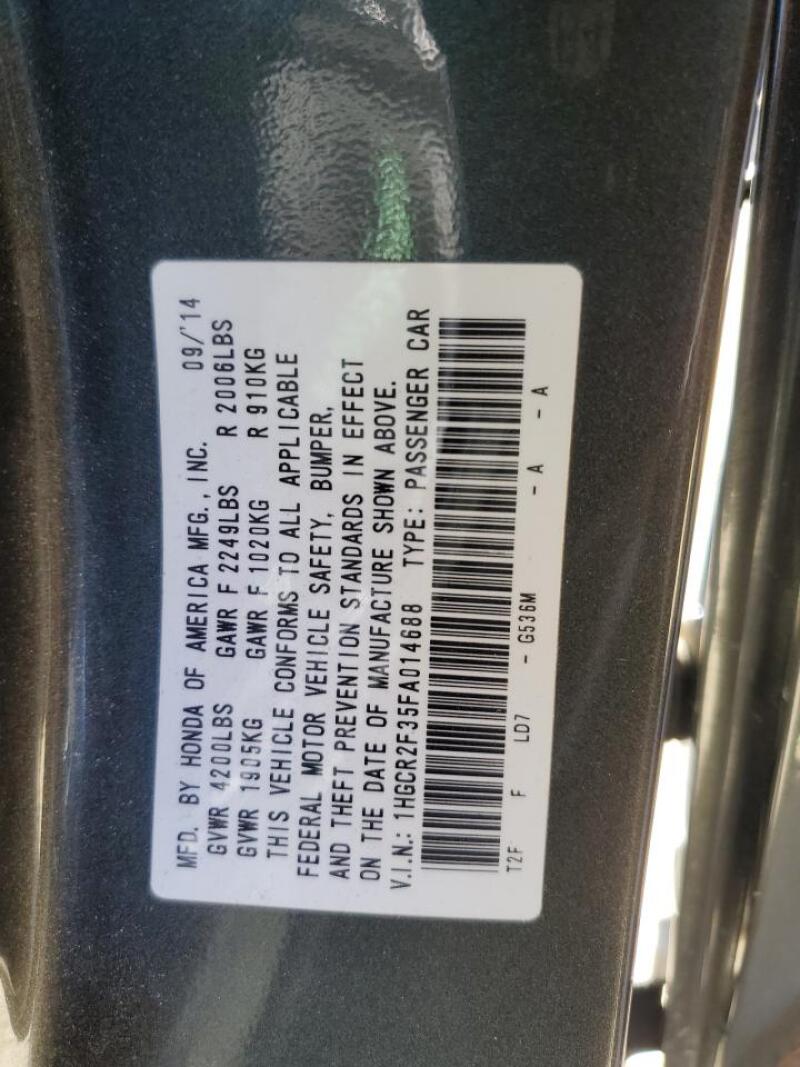 MFD. BY HONDA OF AMERICA MFG., INC. 09/'14
GVWR 4200LBS GAWR F 2249LBS R 2006LBS
GVWR 1905KG GAWR F 1020KG R 910KG
THIS VEHICLE CONFORMS TO ALL APPLICABLE
FEDERAL MOTOR VEHICLE SAFETY, BUMPER,
AND THEFT PREVENTION STANDARDS IN EFFECT
ON THE DATE OF MANUFACTURE SHOWN ABOVE.
V.I.N.: 1HGCR2F35FA014688 TYPE: PASSENGER CAR
T2F F LD7 - G536M - A - A